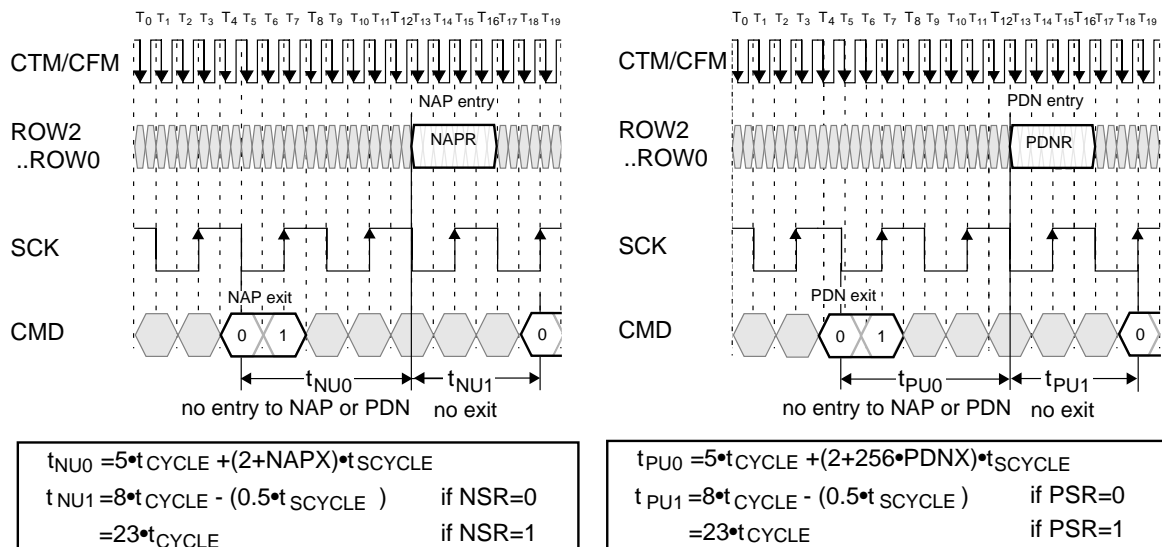 T0 T1 T2 T3 T4 T5 T6 T7 T8 T9 T10 T11 T12 T13 T14 T15 T16 T17 T18 T19
CTM/CFM
NAP entry
ROW2
..ROW0
NAPR
SCK
NAP exit
CMD
0 1 0
tNU0 tNU1
no entry to NAP or PDN no exit
tNU0 =5•tCYCLE +(2+NAPX)•tSCYCLE
tNU1 =8•tCYCLE - (0.5•tSCYCLE ) if NSR=0
=23•tCYCLE if NSR=1
T0 T1 T2 T3 T4 T5 T6 T7 T8 T9 T10 T11 T12 T13 T14 T15 T16 T17 T18 T19
CTM/CFM
PDN entry
ROW2
..ROW0
PDNR
SCK
PDN exit
CMD
0 1 0
tPU0 tPU1
no entry to NAP or PDN no exit
tPU0 =5•tCYCLE +(2+256•PDNX)•tSCYCLE
tPU1 =8•tCYCLE - (0.5•tSCYCLE ) if PSR=0
=23•tCYCLE if PSR=1